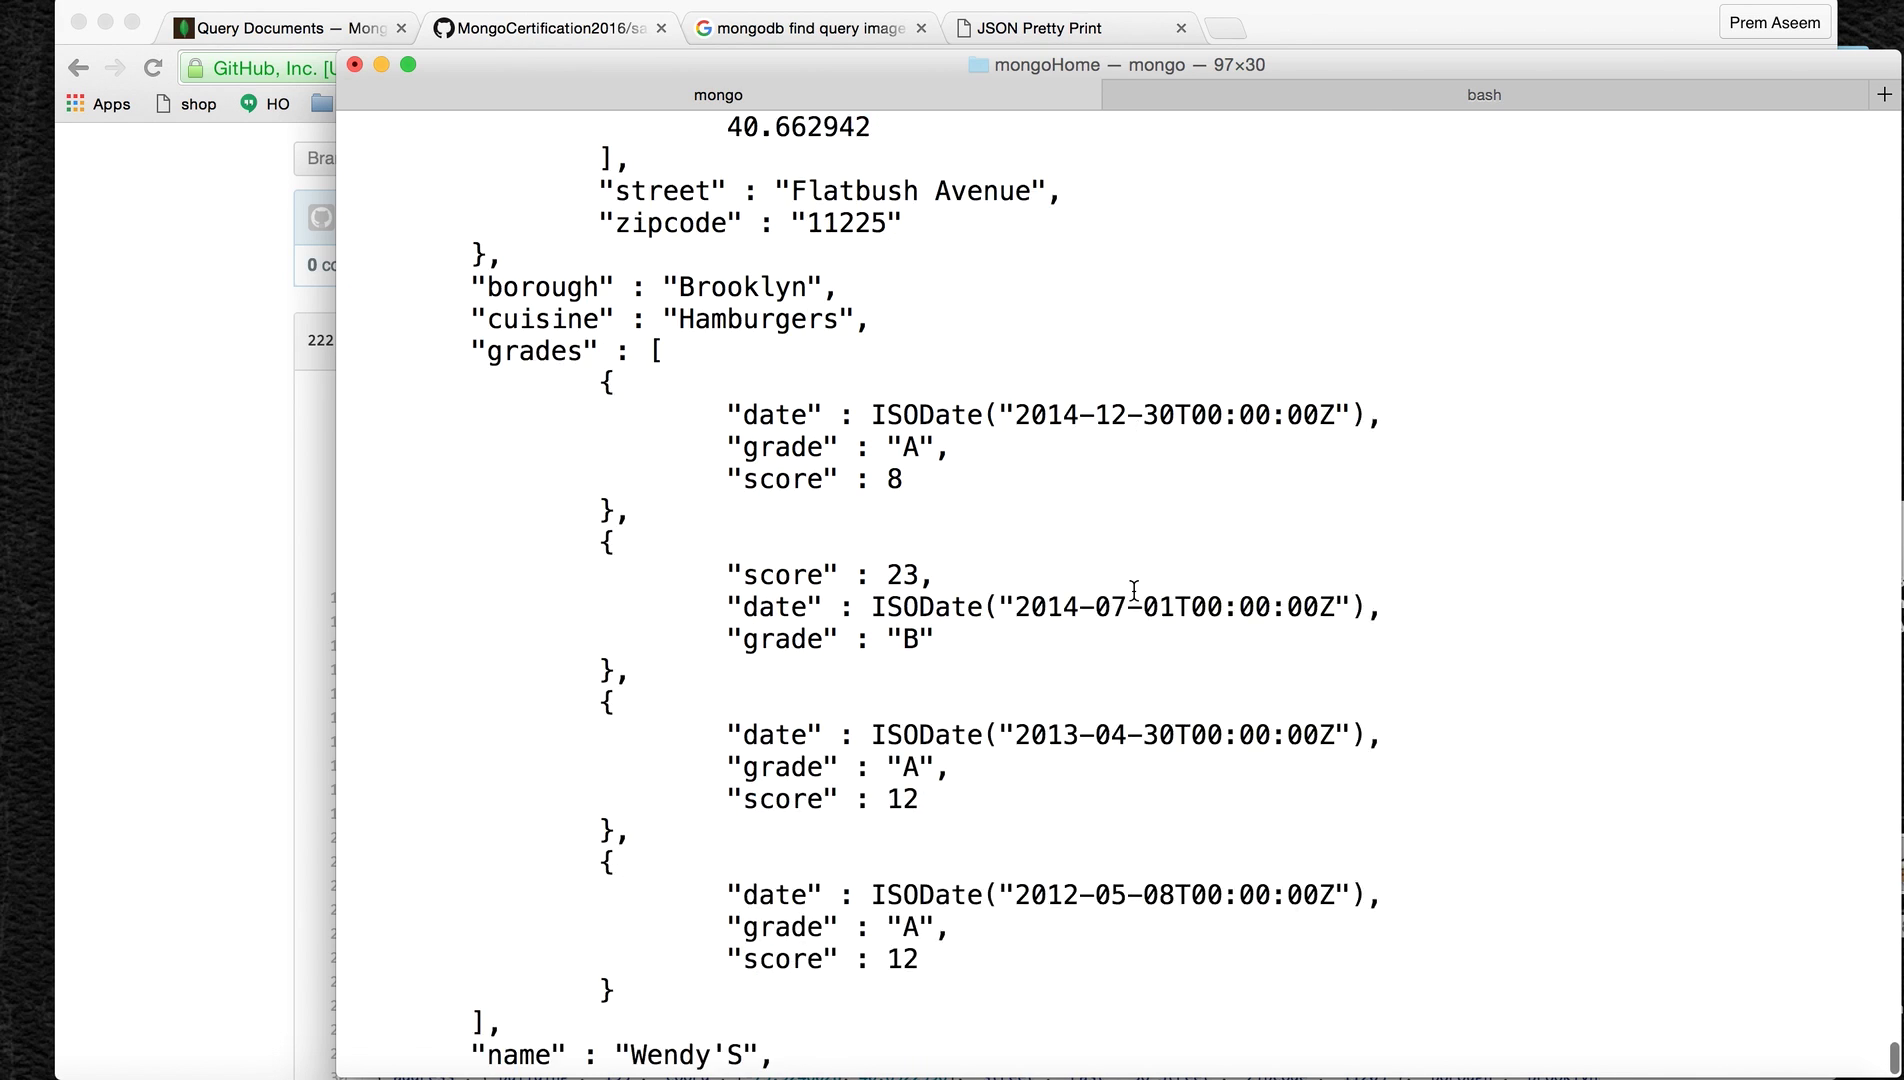 Query Documents — Mong
MongoCertification2016/sa
mongodb find query image
JSON Pretty Print
Prem Aseem
GitHub, Inc. [U
Apps
shop
HO
mongoHome — mongo — 97×30
mongo
bash
Bra
0 co
222
40.662942
],
"street" : "Flatbush Avenue",
"zipcode" : "11225"
},
"borough" : "Brooklyn",
"cuisine" : "Hamburgers",
"grades" : [
{
"date" : ISODate("2014-12-30T00:00:00Z"),
"grade" : "A",
"score" : 8
},
{
"score" : 23,
"date" : ISODate("2014-07-01T00:00:00Z"),
"grade" : "B"
},
{
"date" : ISODate("2013-04-30T00:00:00Z"),
"grade" : "A",
"score" : 12
},
{
"date" : ISODate("2012-05-08T00:00:00Z"),
"grade" : "A",
"score" : 12
}
],
"name" : "Wendy'S",